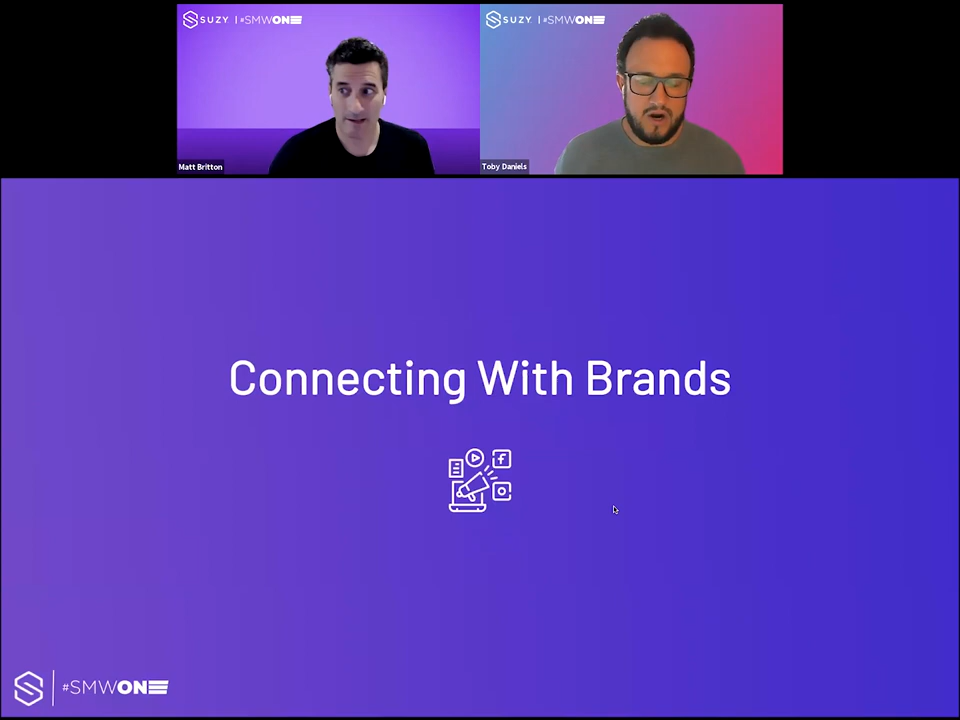 SUZY | #SMWONE
SUZY | #SMWONE
Matt Britton
Toby Daniels
Connecting With Brands
#SMWONE